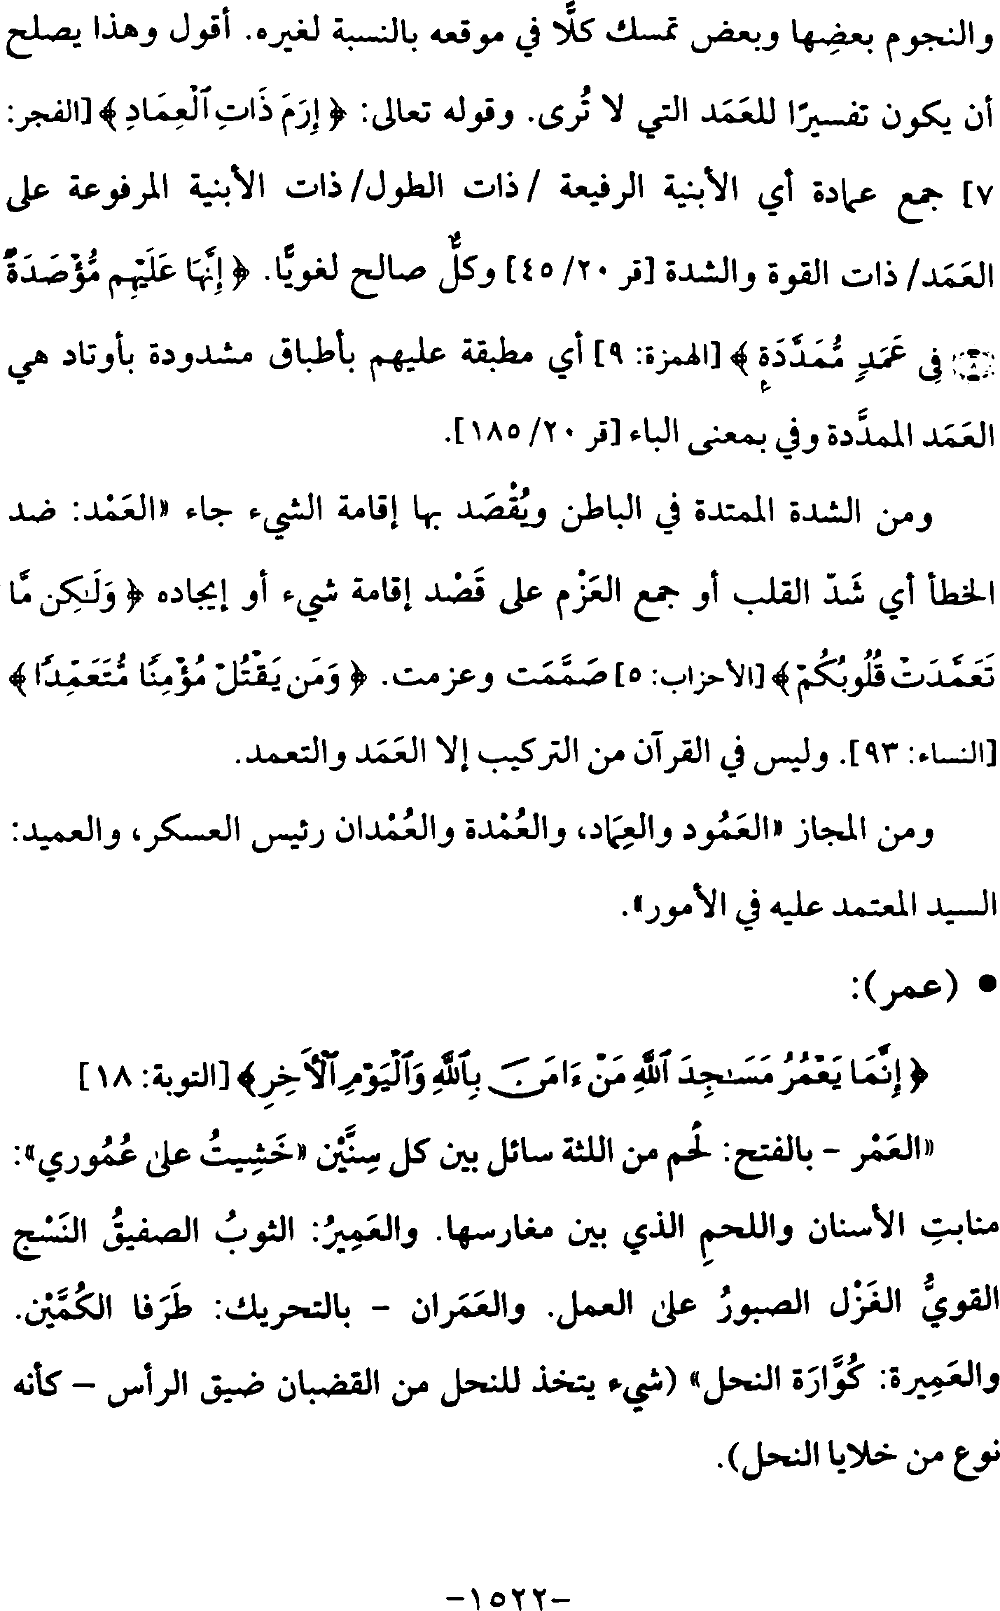 والنجوم بعضِها وبعض تمسك كلًّا في موقعه بالنسبة لغيره. أقول وهذا يصلح
أن يكون تفسيرًا للعَمَد التي لا تُرى. وقوله تعالى: ﴿ إِرَمَ ذَاتِ ٱلْعِمَادِ ﴾ [الفجر:
٧] جمع عمادة أي الأبنية الرفيعة / ذات الطول/ ذات الأبنية المرفوعة على
العَمَد/ ذات القوة والشدة [قر ٢٠/ ٤٥] وكلٌّ صالح لغويًّا. ﴿ إِنَّهَا عَلَيْهِم مُّؤْصَدَةٌ
۝٨ فِى عَمَدٍ مُّمَدَّدَةٍ ﴾ [الهمزة: ٩] أي مطبقة عليهم بأطباق مشدودة بأوتاد هي
العَمَد الممدَّدة وفي بمعنى الباء [قر ٢٠/ ١٨٥].
ومن الشدة الممتدة في الباطن ويُقْصَد بها إقامة الشيء جاء «العَمْد: ضد
الخطأ أي شَدّ القلب أو جمع العَزْم على قَصْد إقامة شيء أو إيجاده ﴿ وَلَـٰكِن مَّا
تَعَمَّدَتْ قُلُوبُكُمْ ﴾ [الأحزاب: ٥] صَمَّمَت وعزمت. ﴿ وَمَن يَقْتُلْ مُؤْمِنًا مُّتَعَمِّدًا ﴾
[النساء: ٩٣]. وليس في القرآن من التركيب إلا العَمَد والتعمد.
ومن المجاز «العَمُود والعِمَاد، والعُمْدة والعُمْدان رئيس العسكر، والعميد:
السيد المعتمد عليه في الأمور».
• (عمر):
﴿ إِنَّمَا يَعْمُرُ مَسَـٰجِدَ ٱللَّهِ مَنْ ءَامَنَ بِٱللَّهِ وَٱلْيَوْمِ ٱلْأَخِرِ ﴾ [التوبة: ١٨]
«العَمْر – بالفتح: لَحم من اللثة سائل بين كل سِنَّيْن «خَشِيتُ على عُمُوري»:
منابتِ الأسنان واللحمِ الذي بين مغارسها. والعَمِيرُ: الثوبُ الصفيقُ النَسْج
القويُّ الغَزْل الصبورُ على العمل. والعَمَران – بالتحريك: طَرَفا الكُمَّيْن.
والعَمِيرة: كُوَّارَة النحل» (شيء يتخذ للنحل من القضبان ضيق الرأس – كأنه
نوع من خلايا النحل).
-١٥٢٢-